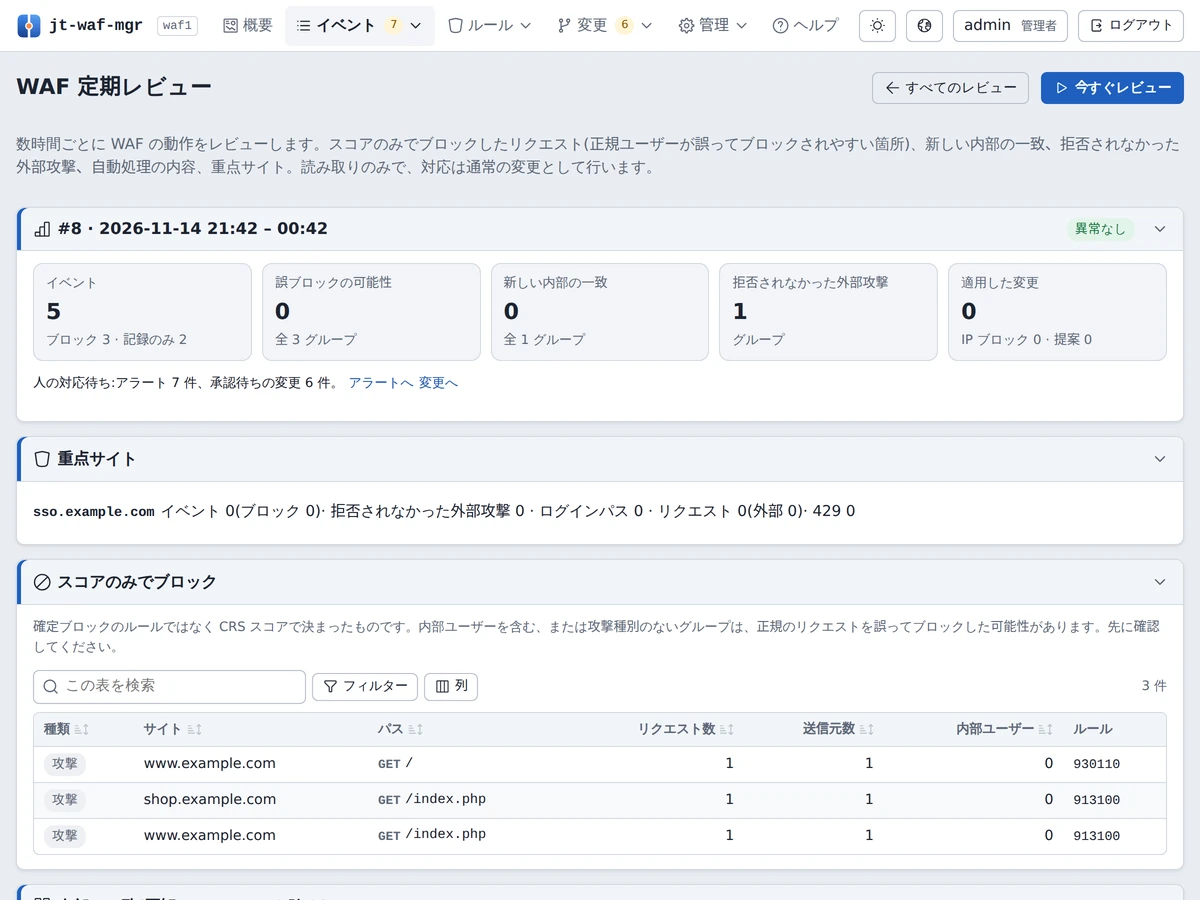 jt-waf-mgr waf1 概要 イベント 7 ルール 変更 6 管理 ヘルプ admin 管理者 ログアウト
WAF 定期レビュー
すべてのレビュー 今すぐレビュー
数時間ごとに WAF の動作をレビューします。スコアのみでブロックしたリクエスト(正規ユーザーが誤ってブロックされやすい箇所)、新しい内部の一致、拒否されなかった
外部攻撃、自動処理の内容、重点サイト。読み取りのみで、対応は通常の変更として行います。
#8 · 2026-11-14 21:42 – 00:42 異常なし
イベント 誤ブロックの可能性 新しい内部の一致 拒否されなかった外部攻撃 適用した変更
5 0 0 1 0
ブロック 3 · 記録のみ 2 全 3 グループ 全 1 グループ グループ IP ブロック 0 · 提案 0
人の対応待ち:アラート 7 件、承認待ちの変更 6 件。 アラートへ 変更へ
重点サイト
sso.example.com イベント 0(ブロック 0)· 拒否されなかった外部攻撃 0 · ログインパス 0 · リクエスト 0(外部 0)· 429 0
スコアのみでブロック
確定ブロックのルールではなく CRS スコアで決まったものです。内部ユーザーを含む、または攻撃種別のないグループは、正規のリクエストを誤ってブロックした可能性があります。先に確認
してください。
この表を検索 フィルター 列 3 件
種類 サイト パス リクエスト数 送信元数 内部ユーザー ルール
攻撃 www.example.com GET / 1 1 0 930110
攻撃 shop.example.com GET /index.php 1 1 0 913100
攻撃 www.example.com GET /index.php 1 1 0 913100